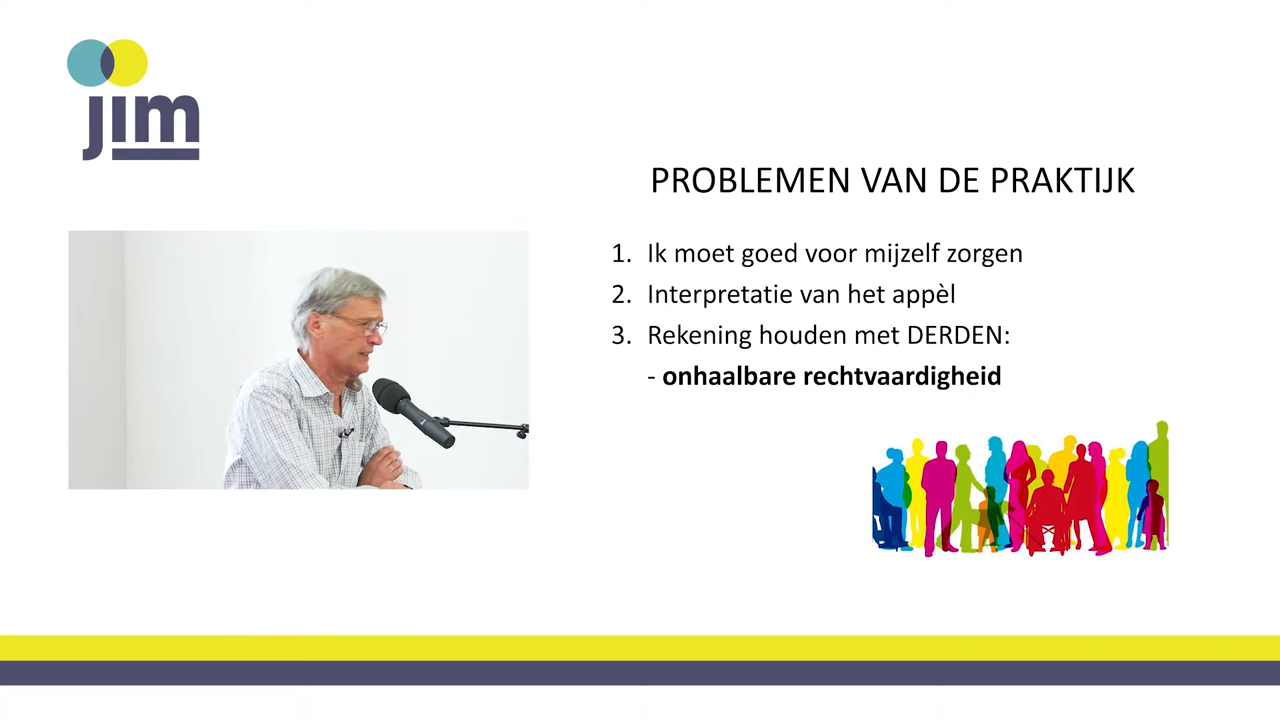 jim
PROBLEMEN VAN DE PRAKTIJK
1. Ik moet goed voor mijzelf zorgen
2. Interpretatie van het appèl
3. Rekening houden met DERDEN:
- onhaalbare rechtvaardigheid